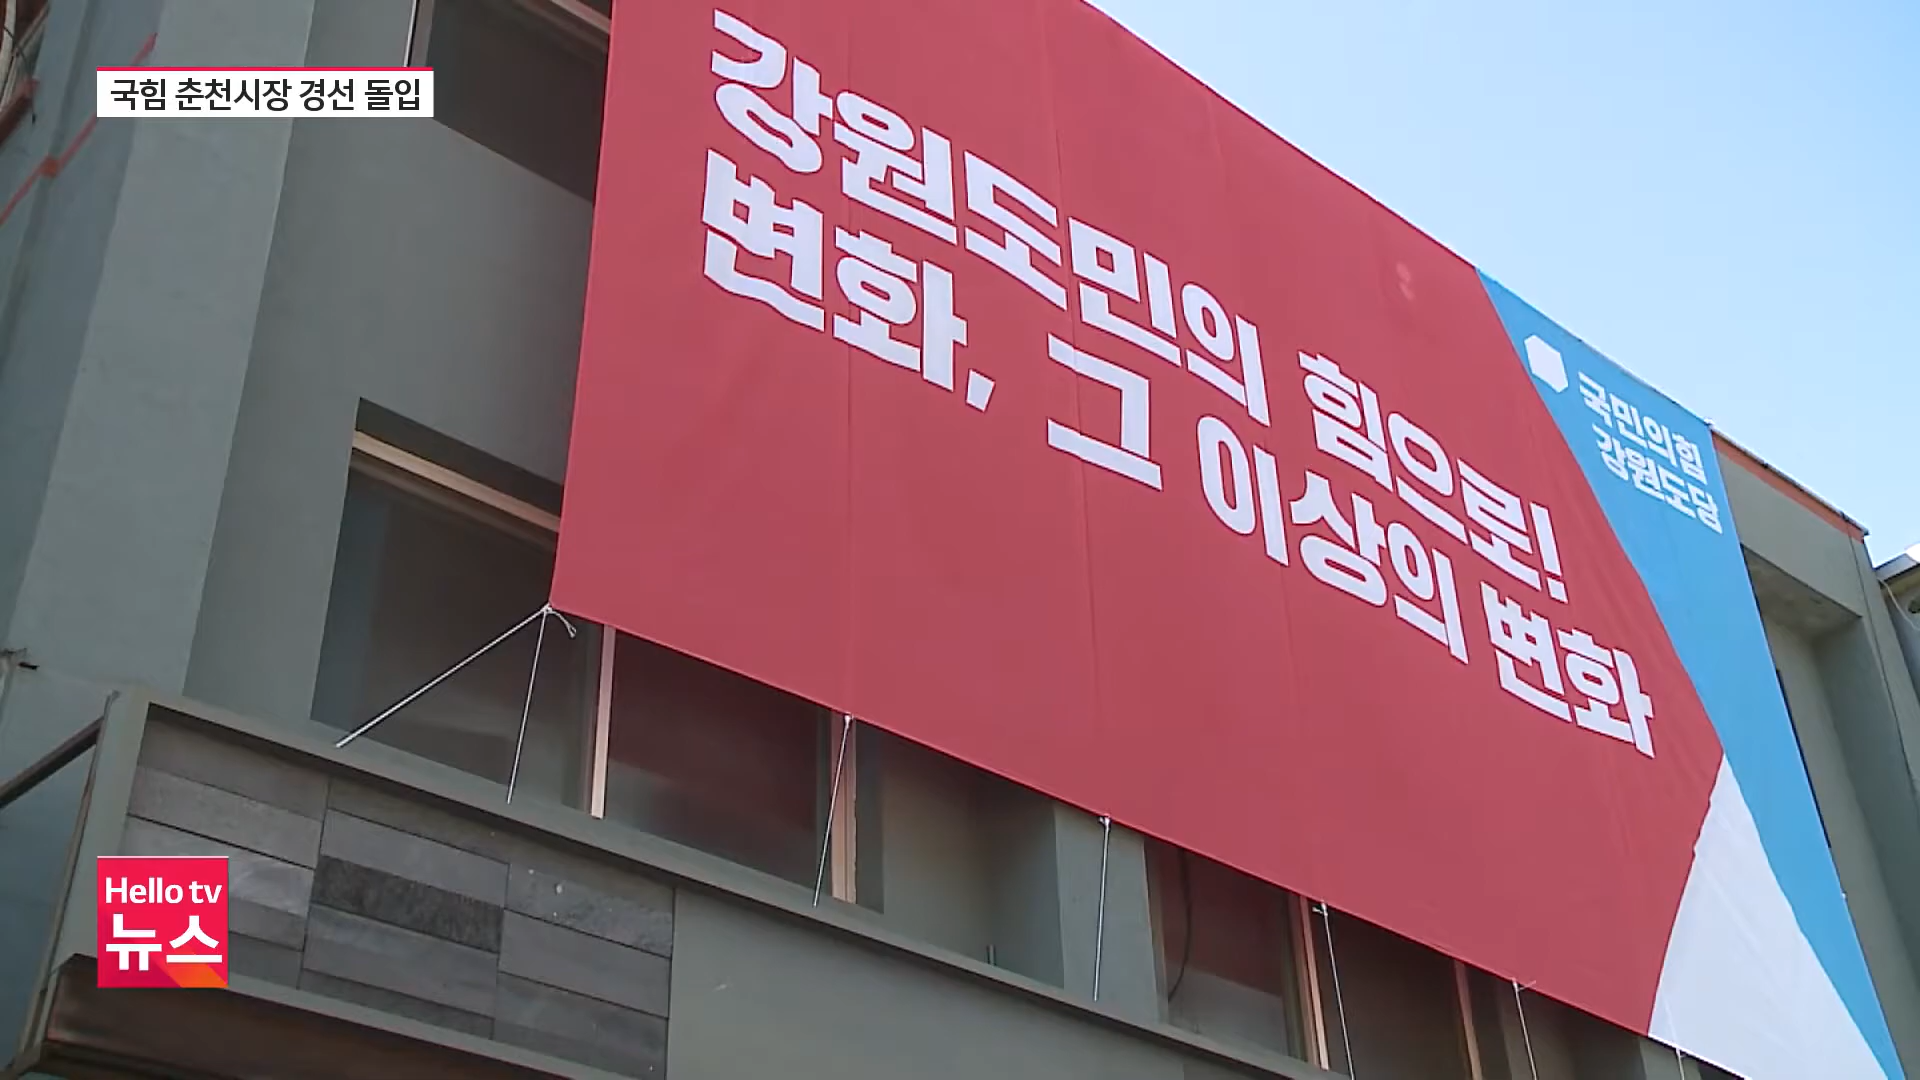 국힘 춘천시장 경선 돌입
강원도민의 힘으로!
변화, 그 이상의 변화
국민의힘
강원도당
Hello tv
뉴스